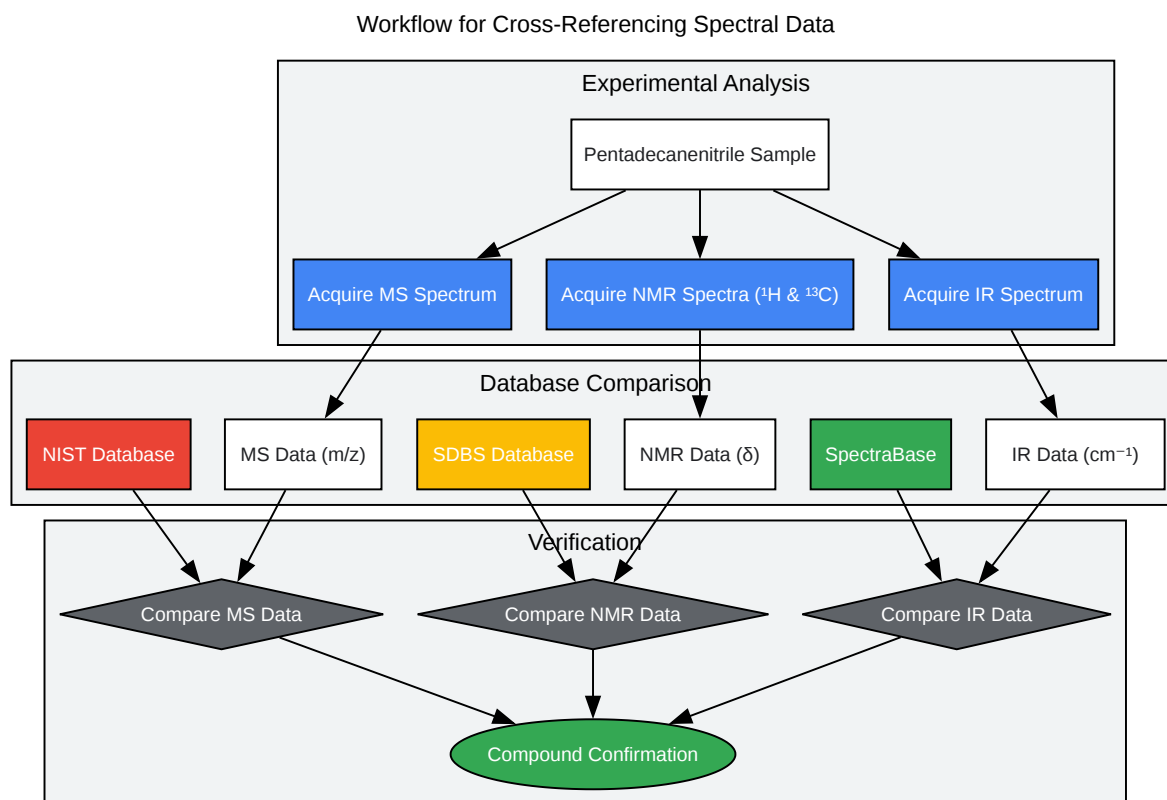 Workflow for Cross-Referencing Spectral Data
Experimental Analysis
Pentadecanenitrile Sample
Acquire MS Spectrum
Acquire NMR Spectra (¹H & ¹³C)
Acquire IR Spectrum
Database Comparison
NIST Database
MS Data (m/z)
SDBS Database
NMR Data (δ)
SpectraBase
IR Data (cm⁻¹)
Verification
Compare MS Data
Compare NMR Data
Compare IR Data
Compound Confirmation